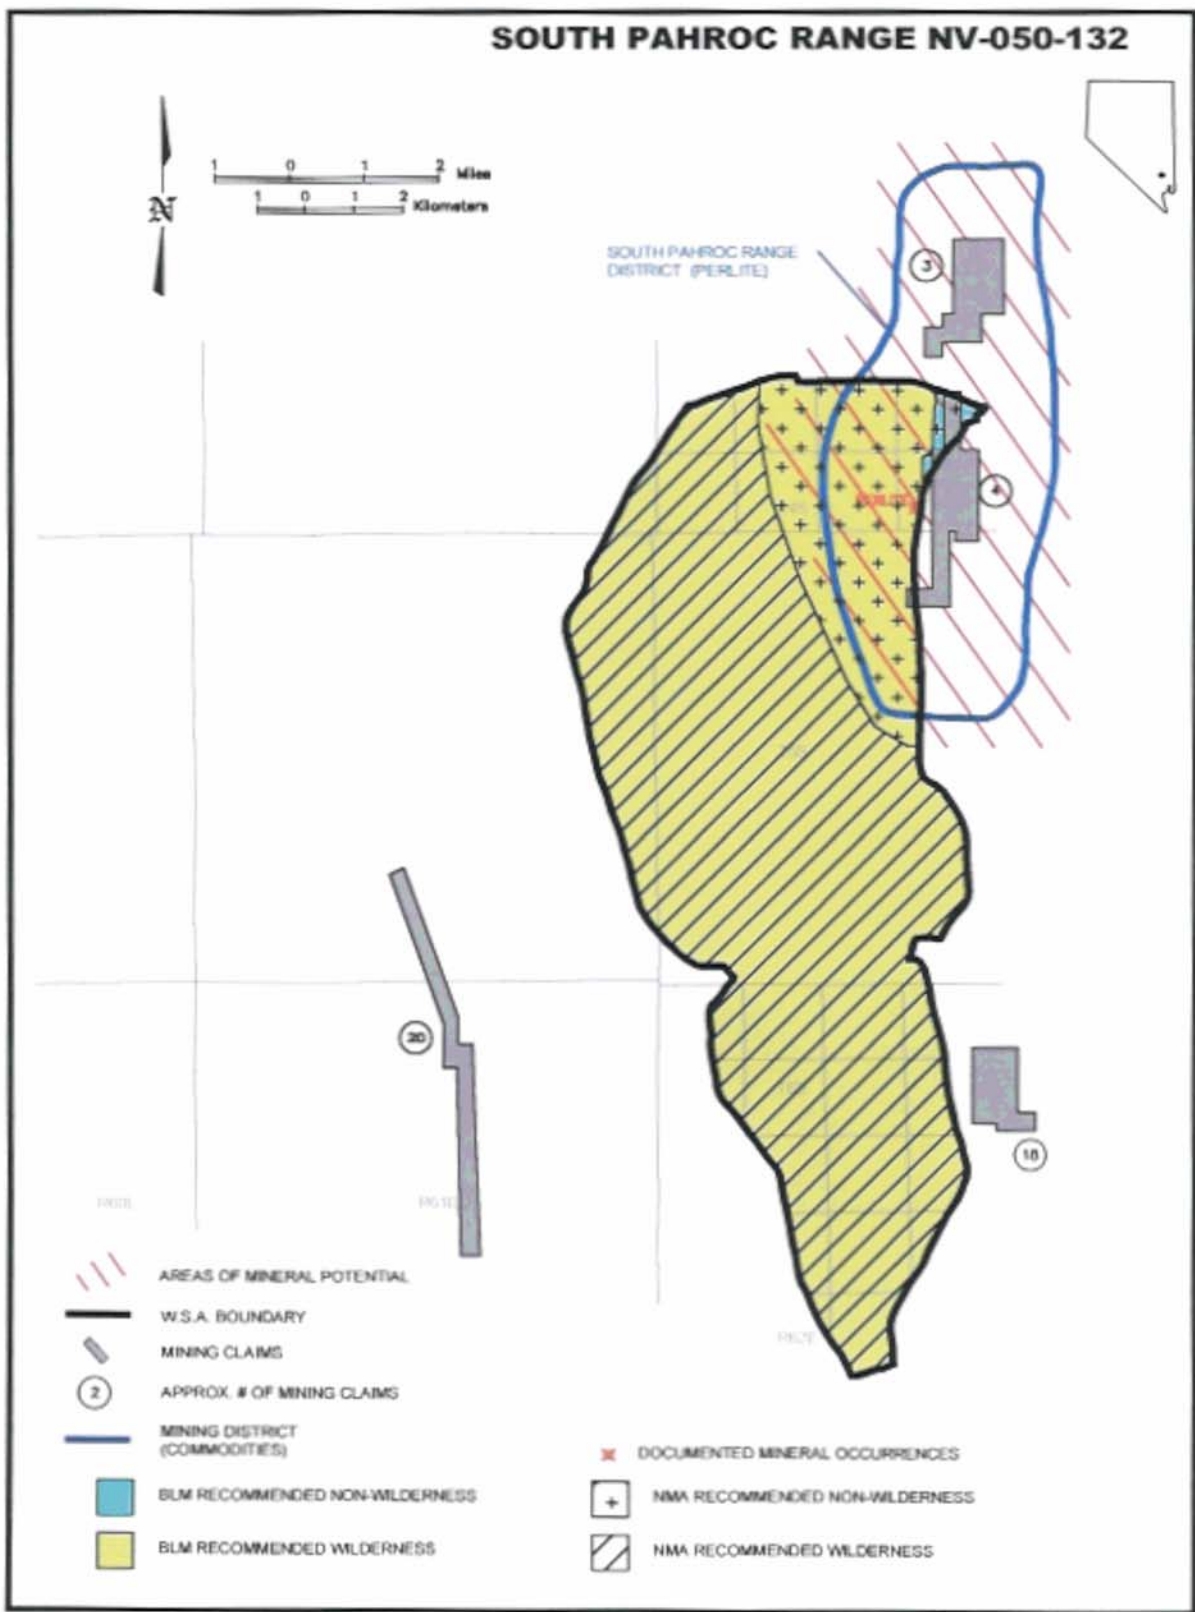 SOUTH PAHROC RANGE NV-050-132
1 0 1 2 Miles
1 0 1 2 Kilometers
N
SOUTH PAHROC RANGE
DISTRICT (PERLITE)
3
4
20
18
R61E
R62E
AREAS OF MINERAL POTENTIAL
W.S.A. BOUNDARY
MINING CLAIMS
2 APPROX. # OF MINING CLAIMS
MINING DISTRICT
(COMMODITIES)
BLM RECOMMENDED NON-WILDERNESS
BLM RECOMMENDED WILDERNESS
DOCUMENTED MINERAL OCCURRENCES
NMA RECOMMENDED NON-WILDERNESS
NMA RECOMMENDED WILDERNESS